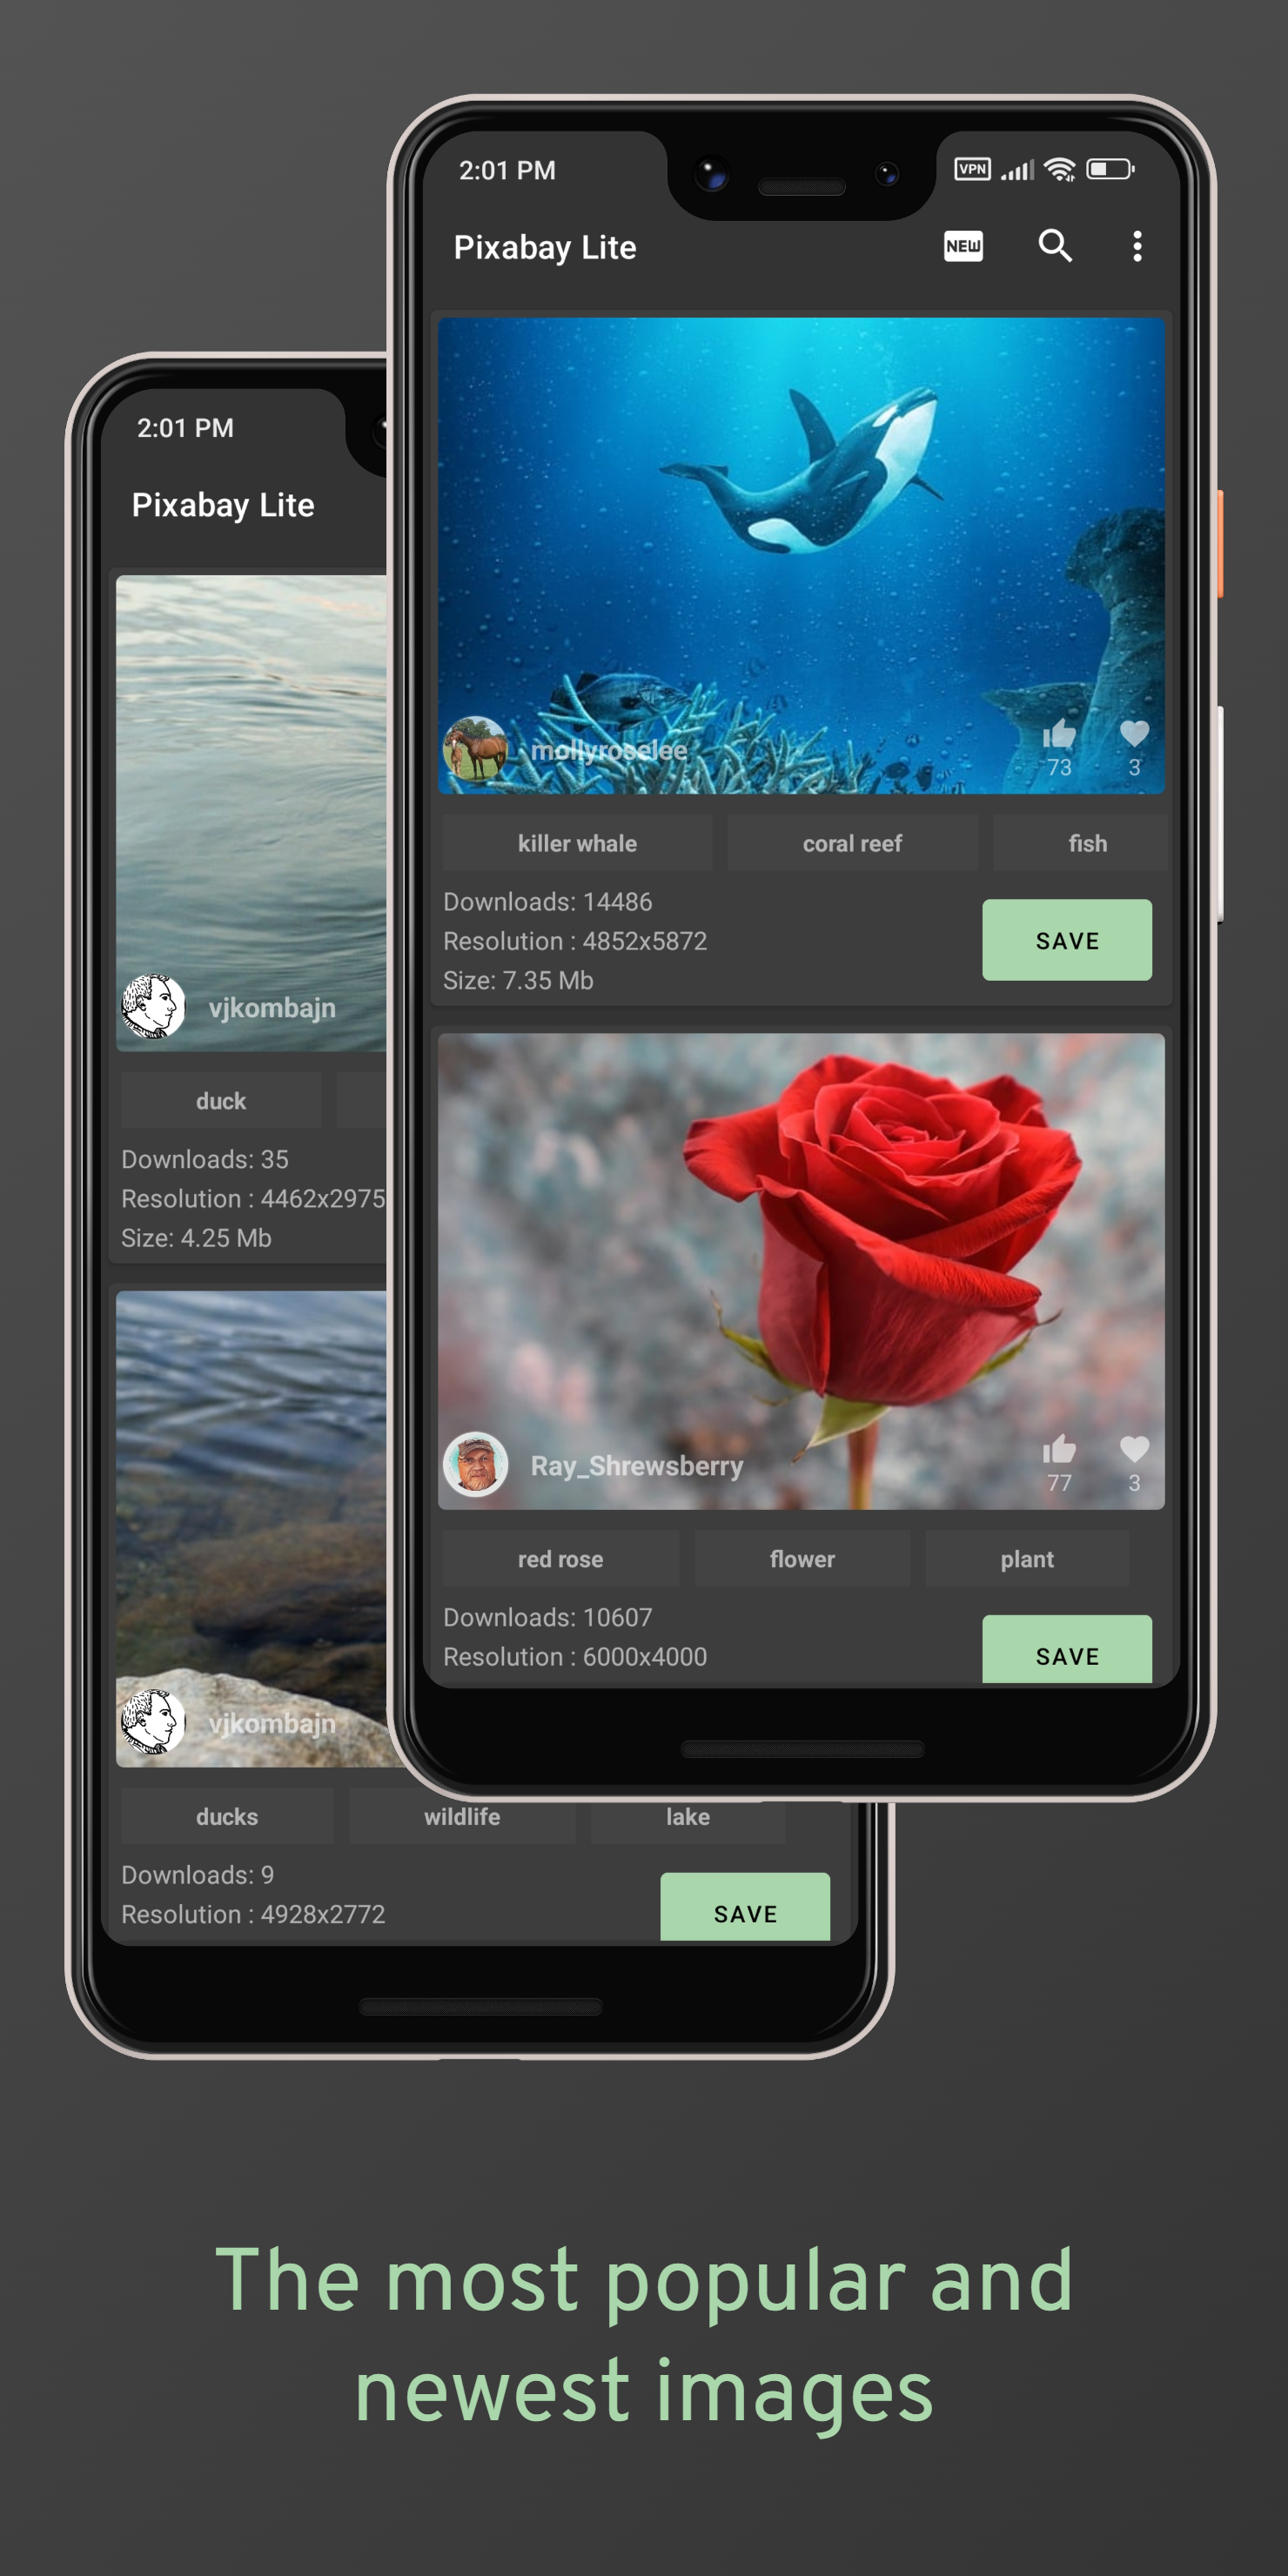 2:01 PM
VPN
Pixabay Lite
NEW
mollyroselee
73
3
killer whale
coral reef
fish
Downloads: 14486
Resolution : 4852x5872
Size: 7.35 Mb
SAVE
Ray_Shrewsberry
77
3
red rose
flower
plant
Downloads: 10607
Resolution : 6000x4000
SAVE
2:01 PM
Pixabay Lite
vjkombajn
duck
Downloads: 35
Resolution : 4462x2975
Size: 4.25 Mb
vjkombajn
ducks
wildlife
lake
Downloads: 9
Resolution : 4928x2772
SAVE
The most popular and
newest images